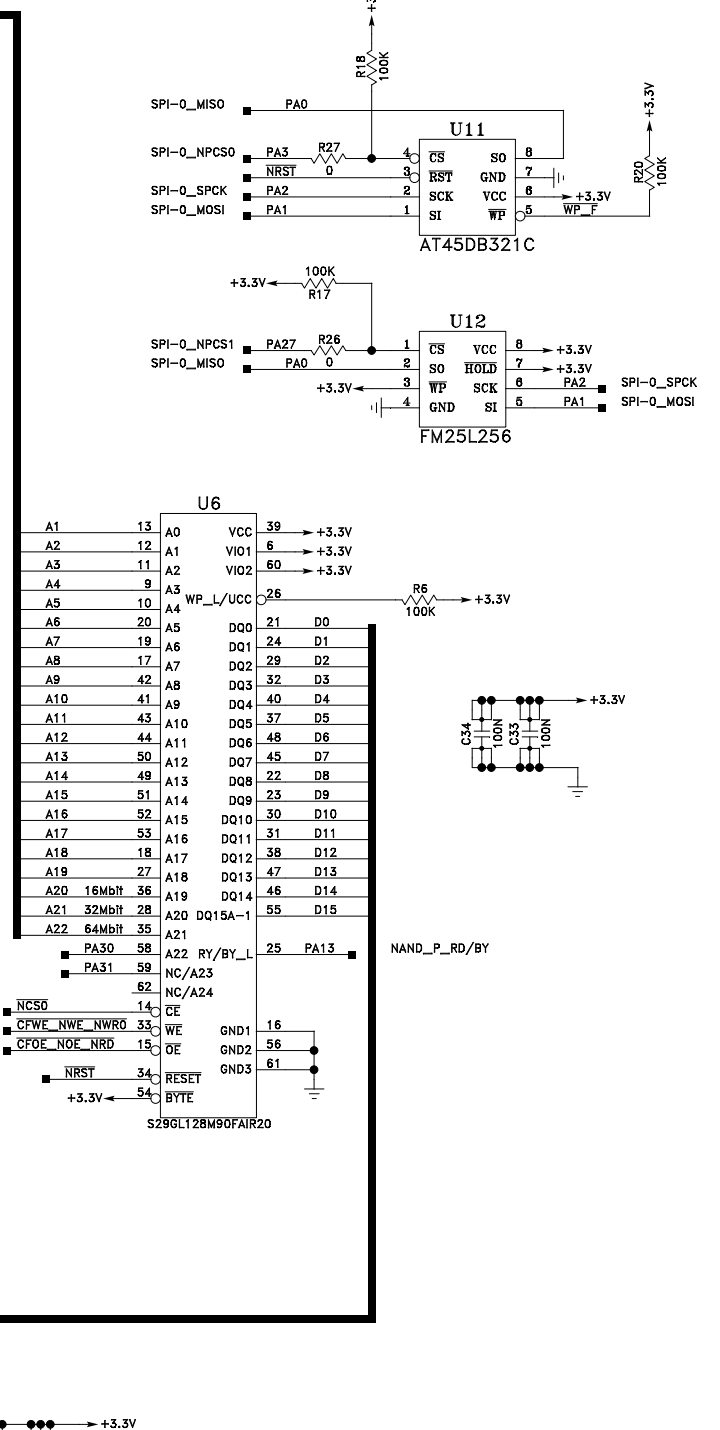 +3.3V
R18 100K
SPI-0_MISO PA0
U11
SPI-0_NPCS0 PA3 R27 0 4 CS SO 8
NRST 3 RST GND 7
SPI-0_SPCK PA2 2 SCK VCC 6 +3.3V
SPI-0_MOSI PA1 1 SI WP 5 WP_F
R20 100K +3.3V
AT45DB321C
100K
+3.3V R17
U12
SPI-0_NPCS1 PA27 R26 1 CS VCC 8 +3.3V
SPI-0_MISO PA0 0 2 SO HOLD 7 +3.3V
+3.3V 3 WP SCK 6 PA2 SPI-0_SPCK
4 GND SI 5 PA1 SPI-0_MOSI
FM25L256
U6
A1 13 A0 VCC 39 +3.3V
A2 12 A1 VIO1 6 +3.3V
A3 11 A2 VIO2 60 +3.3V
A4 9 A3 WP_L/UCC 26 R6 100K +3.3V
A5 10 A4
A6 20 A5 DQ0 21 D0
A7 19 A6 DQ1 24 D1
A8 17 A7 DQ2 29 D2
A9 42 A8 DQ3 32 D3
A10 41 A9 DQ4 40 D4
A11 43 A10 DQ5 37 D5
A12 44 A11 DQ6 48 D6
A13 50 A12 DQ7 45 D7
A14 49 A13 DQ8 22 D8
A15 51 A14 DQ9 23 D9
A16 52 A15 DQ10 30 D10
A17 53 A16 DQ11 31 D11
A18 18 A17 DQ12 38 D12
A19 27 A18 DQ13 47 D13
A20 16Mbit 36 A19 DQ14 46 D14
A21 32Mbit 28 A20 DQ15A-1 55 D15
A22 64Mbit 35 A21
PA30 58 A22 RY/BY_L 25 PA13 NAND_P_RD/BY
PA31 59 NC/A23
62 NC/A24
NCS0 14 CE
CFWE_NWE_NWR0 33 WE GND1 16
CFOE_NOE_NRD 15 OE GND2 56
GND3 61
NRST 34 RESET
+3.3V 54 BYTE
S29GL128M90FAIR20
+3.3V
C34 100N C33 100N
+3.3V